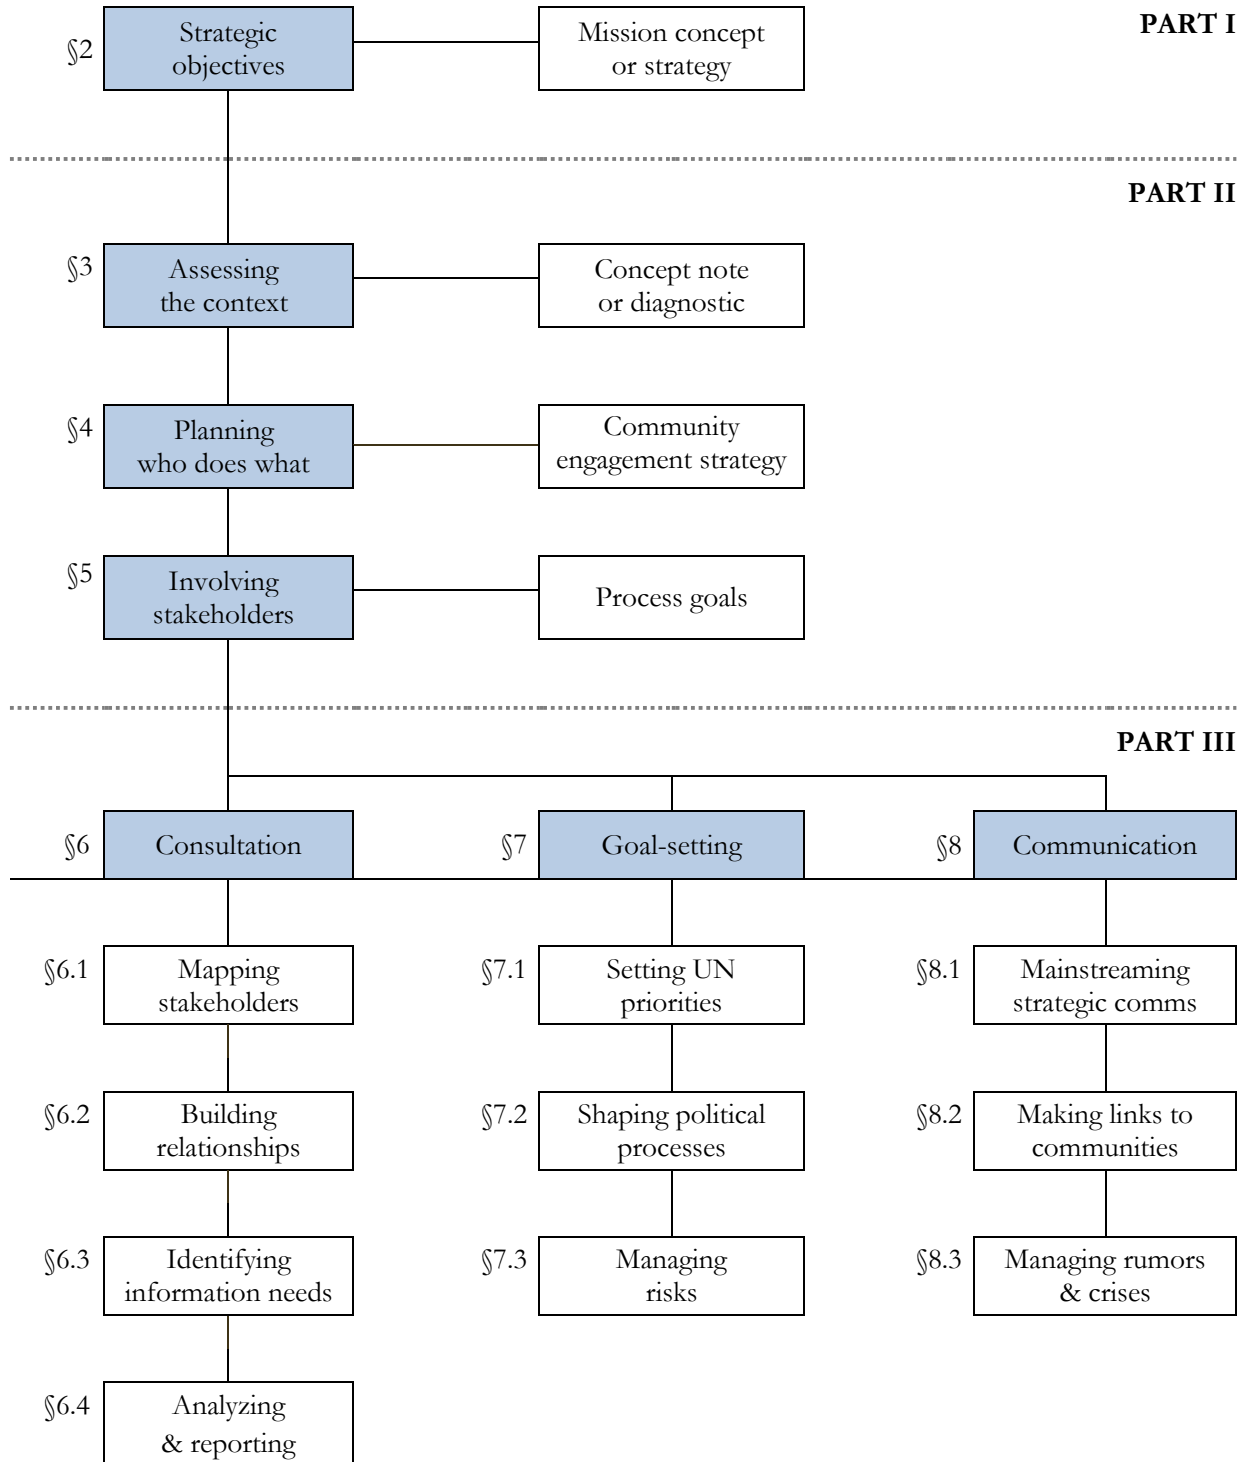 PART I
§2
Strategic
objectives
Mission concept
or strategy
PART II
§3
Assessing
the context
Concept note
or diagnostic
§4
Planning
who does what
Community
engagement strategy
§5
Involving
stakeholders
Process goals
PART III
§6
Consultation
§7
Goal-setting
§8
Communication
§6.1
Mapping
stakeholders
§7.1
Setting UN
priorities
§8.1
Mainstreaming
strategic comms
§6.2
Building
relationships
§7.2
Shaping political
processes
§8.2
Making links to
communities
§6.3
Identifying
information needs
§7.3
Managing
risks
§8.3
Managing rumors
& crises
§6.4
Analyzing
& reporting